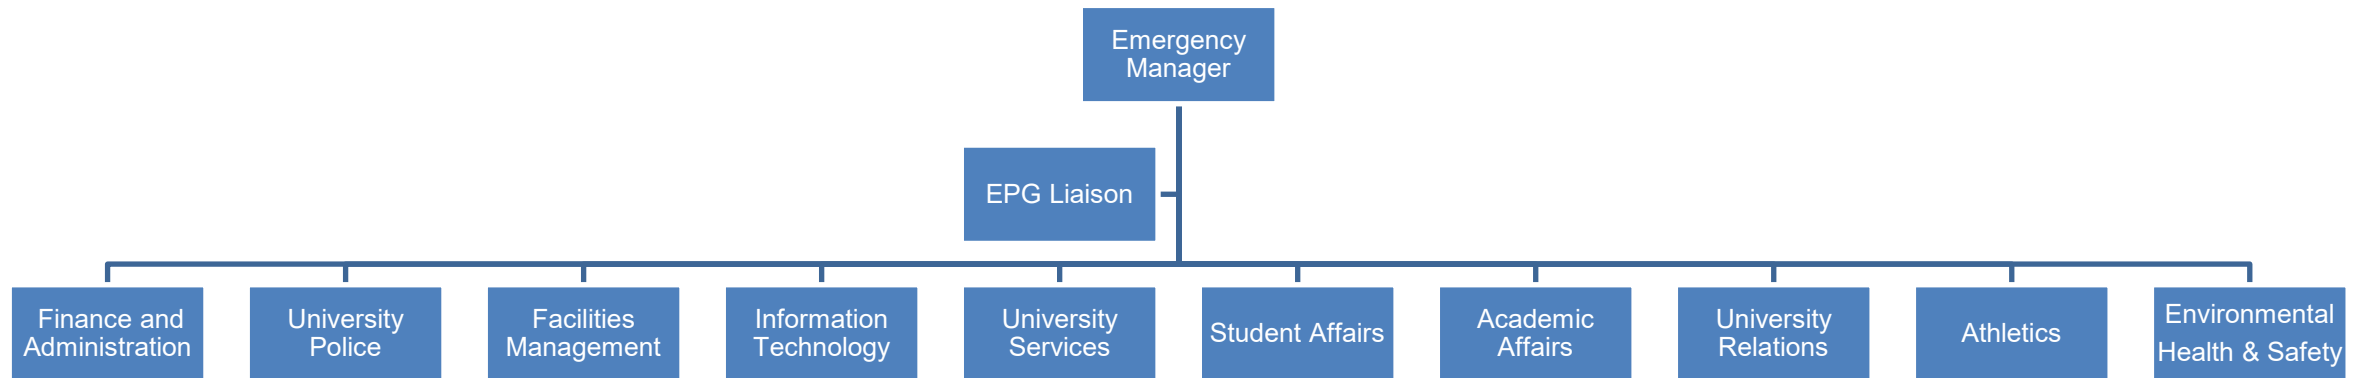 Emergency
Manager
EPG Liaison
Finance and
Administration
University
Police
Facilities
Management
Information
Technology
University
Services
Student Affairs
Academic
Affairs
University
Relations
Athletics
Environmental
Health & Safety